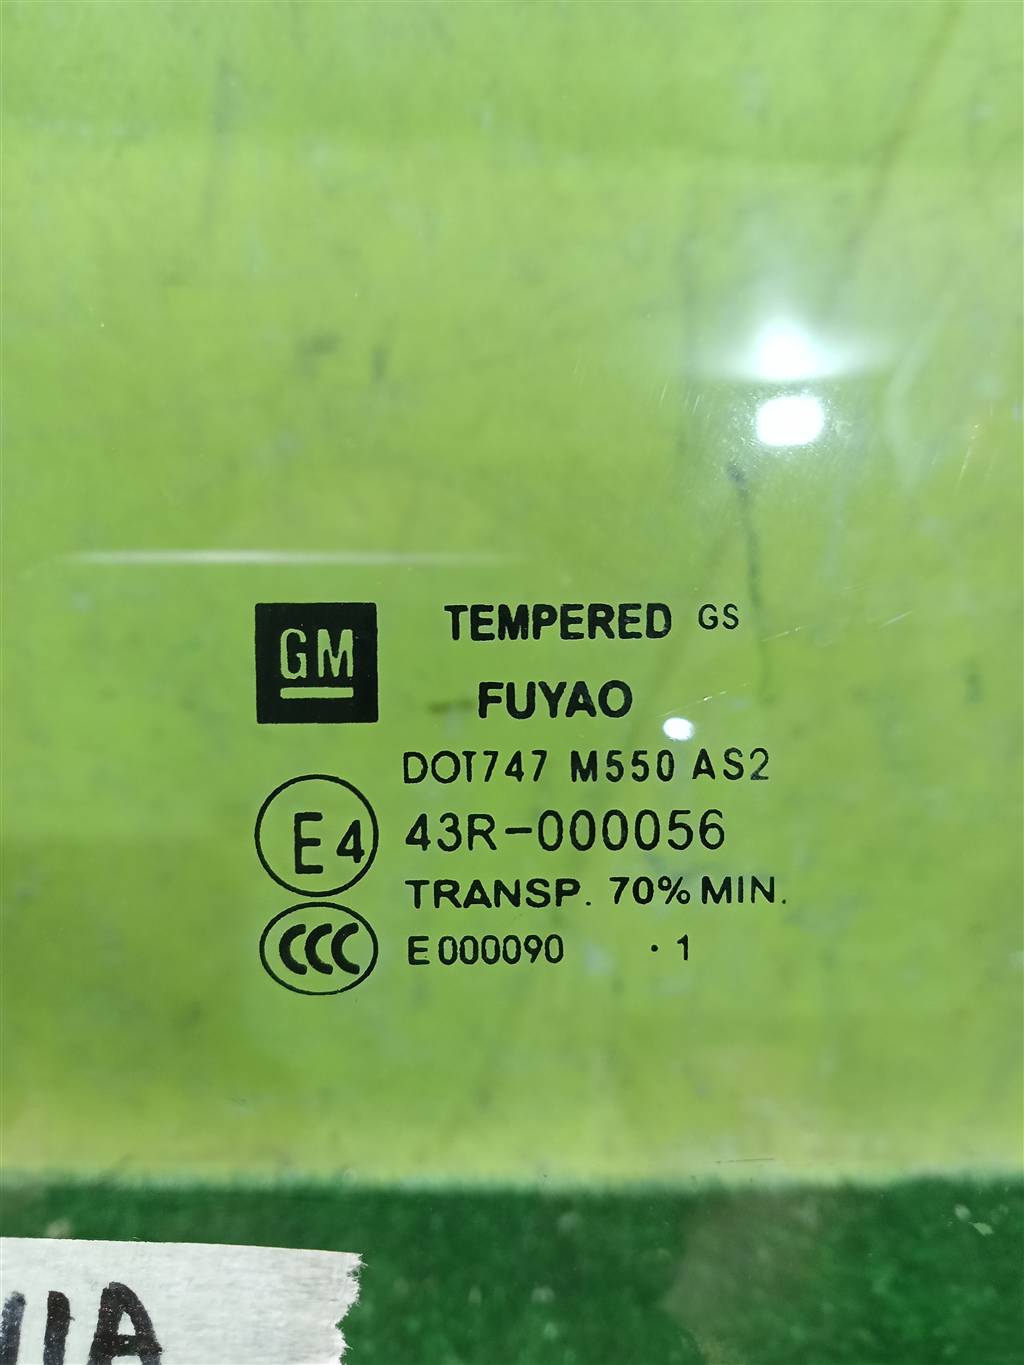 GM
TEMPERED GS
FUYAO
DOT747 M550 AS2
E4 43R-000056
TRANSP. 70% MIN.
CCC E000090 · 1